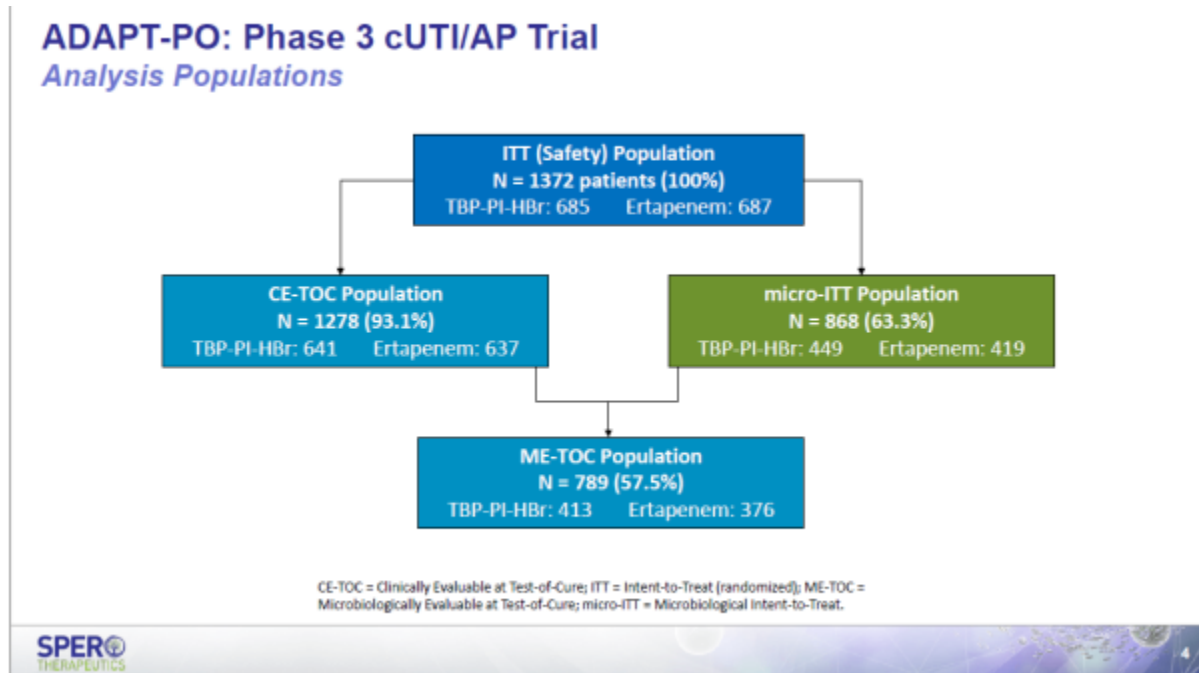 ADAPT-PO: Phase 3 cUTI/AP Trial
Analysis Populations
ITT (Safety) Population
N = 1372 patients (100%)
TBP-PI-HBr: 685 Ertapenem: 687
CE-TOC Population
N = 1278 (93.1%)
TBP-PI-HBr: 641 Ertapenem: 637
micro-ITT Population
N = 868 (63.3%)
TBP-PI-HBr: 449 Ertapenem: 419
ME-TOC Population
N = 789 (57.5%)
TBP-PI-HBr: 413 Ertapenem: 376
CE-TOC = Clinically Evaluable at Test-of-Cure; ITT = Intent-to-Treat (randomized); ME-TOC =
Microbiologically Evaluable at Test-of-Cure; micro-ITT = Microbiological Intent-to-Treat.
SPERO
THERAPEUTICS
4